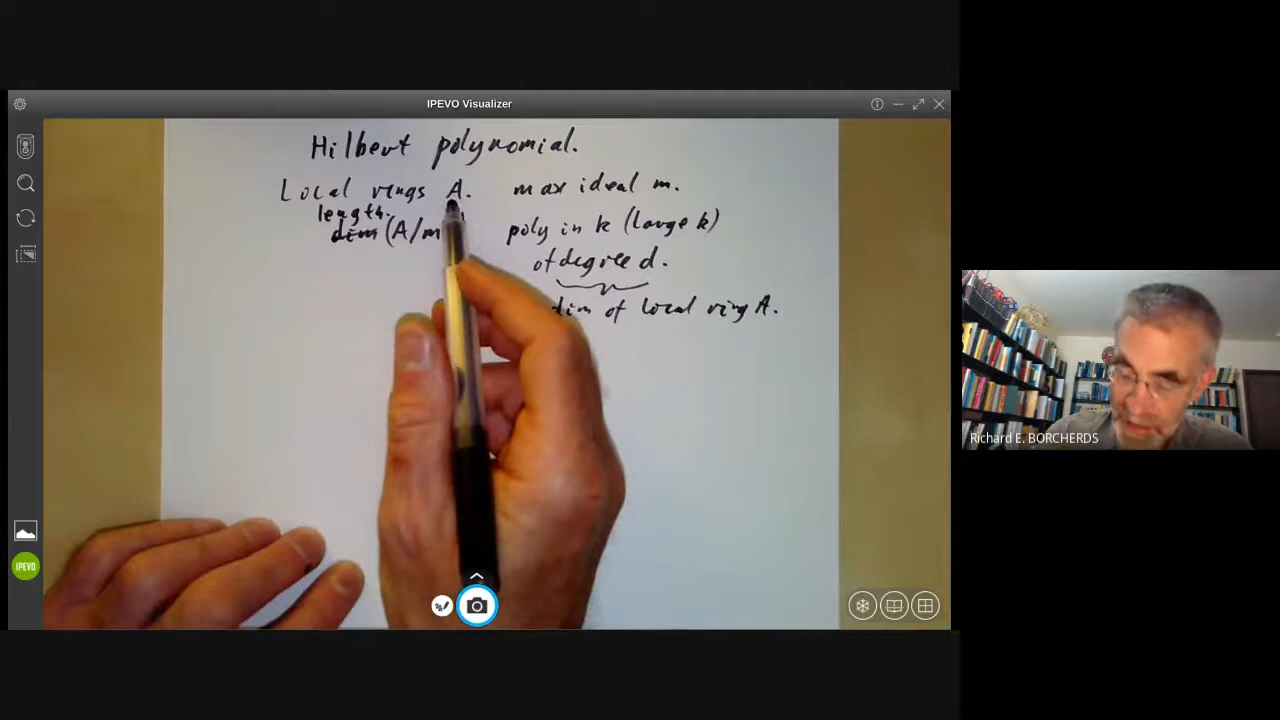 IPEVO Visualizer
Hilbert polynomial.
Local rings A. max ideal m.
length.
dim (A/m poly in k (large k)
of degree d.
dim of local ring A.
Richard E. BORCHERDS
IPEVO